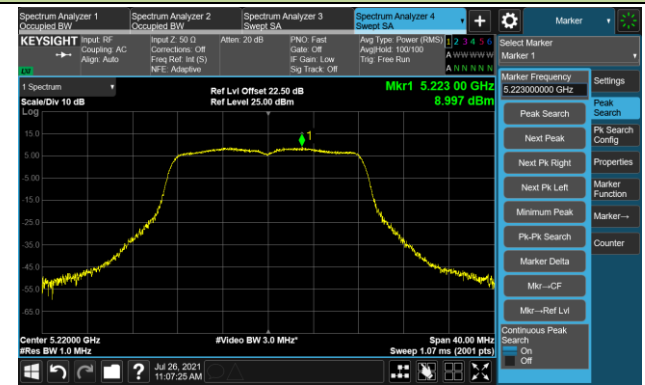 Spectrum Analyzer 1
Occupied BW
Spectrum Analyzer 2
Occupied BW
Spectrum Analyzer 3
Swept SA
Spectrum Analyzer 4
Swept SA
Marker
KEYSIGHT
Input: RF
Coupling: AC
Align: Auto
Input Z: 50 Ω
Corrections: Off
Freq Ref: Int (S)
NFE: Adaptive
Atten: 20 dB
PNO: Fast
Gate: Off
IF Gain: Low
Sig Track: Off
Avg Type: Power (RMS)
Avg|Hold: 100/100
Trig: Free Run
1 2 3 4 5 6
A W W W W W
A N N N N N
Select Marker
Marker 1
1 Spectrum
Scale/Div 10 dB
Log
Ref Lvl Offset 22.50 dB
Ref Level 25.00 dBm
Mkr1 5.223 00 GHz
8.997 dBm
15.0
5.00
-5.00
-15.0
-25.0
-35.0
-45.0
-55.0
-65.0
1
Center 5.22000 GHz
#Res BW 1.0 MHz
#Video BW 3.0 MHz*
Span 40.00 MHz
Sweep 1.07 ms (2001 pts)
Jul 26, 2021
11:07:25 AM
Marker Frequency
5.223000000 GHz
Peak Search
Next Peak
Next Pk Right
Next Pk Left
Minimum Peak
Pk-Pk Search
Marker Delta
Mkr→CF
Mkr→Ref Lvl
Continuous Peak
Search
On
Off
Settings
Peak
Search
Pk Search
Config
Properties
Marker
Function
Marker→
Counter